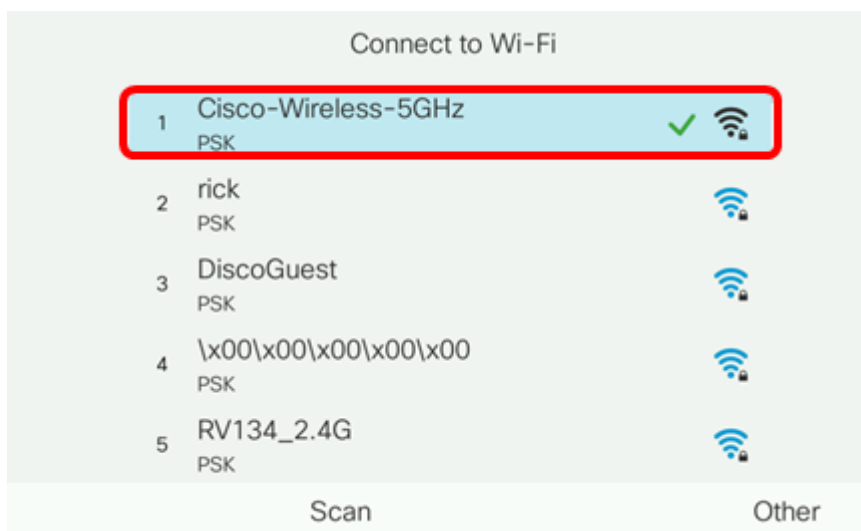 Connect to Wi-Fi
1 Cisco-Wireless-5GHz
PSK
2 rick
PSK
3 DiscoGuest
PSK
4 \x00\x00\x00\x00\x00
PSK
5 RV134_2.4G
PSK
Scan Other